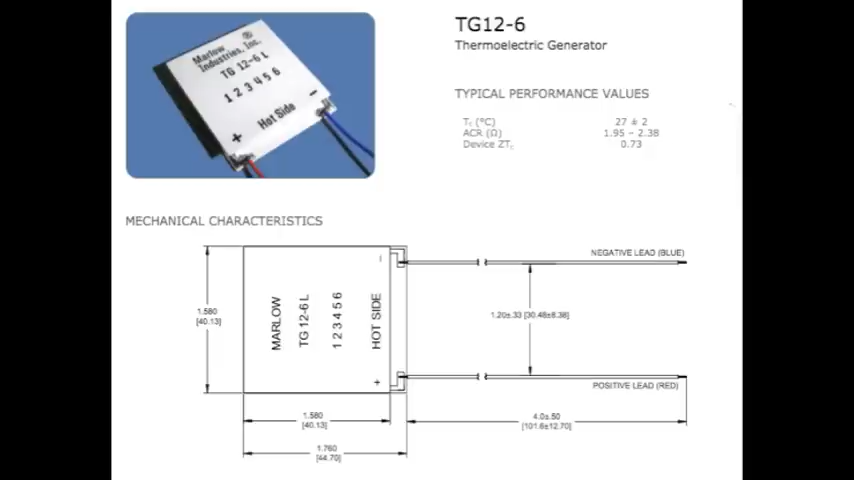 TG12-6
Thermoelectric Generator
Marlow ®
Industries, Inc.
TG 12-6 L
1 2 3 4 5 6
Hot Side
+
−
TYPICAL PERFORMANCE VALUES
Tc (°C) 27 ± 2
ACR (Ω) 1.95 – 2.38
Device ZTc 0.73
MECHANICAL CHARACTERISTICS
NEGATIVE LEAD (BLUE)
1.580
[40.13]
MARLOW
TG 12-6 L
1 2 3 4 5 6
HOT SIDE
−
+
1.20±.33 [30.48±8.38]
POSITIVE LEAD (RED)
1.580
[40.13]
4.0±.50
[101.6±12.70]
1.760
[44.70]